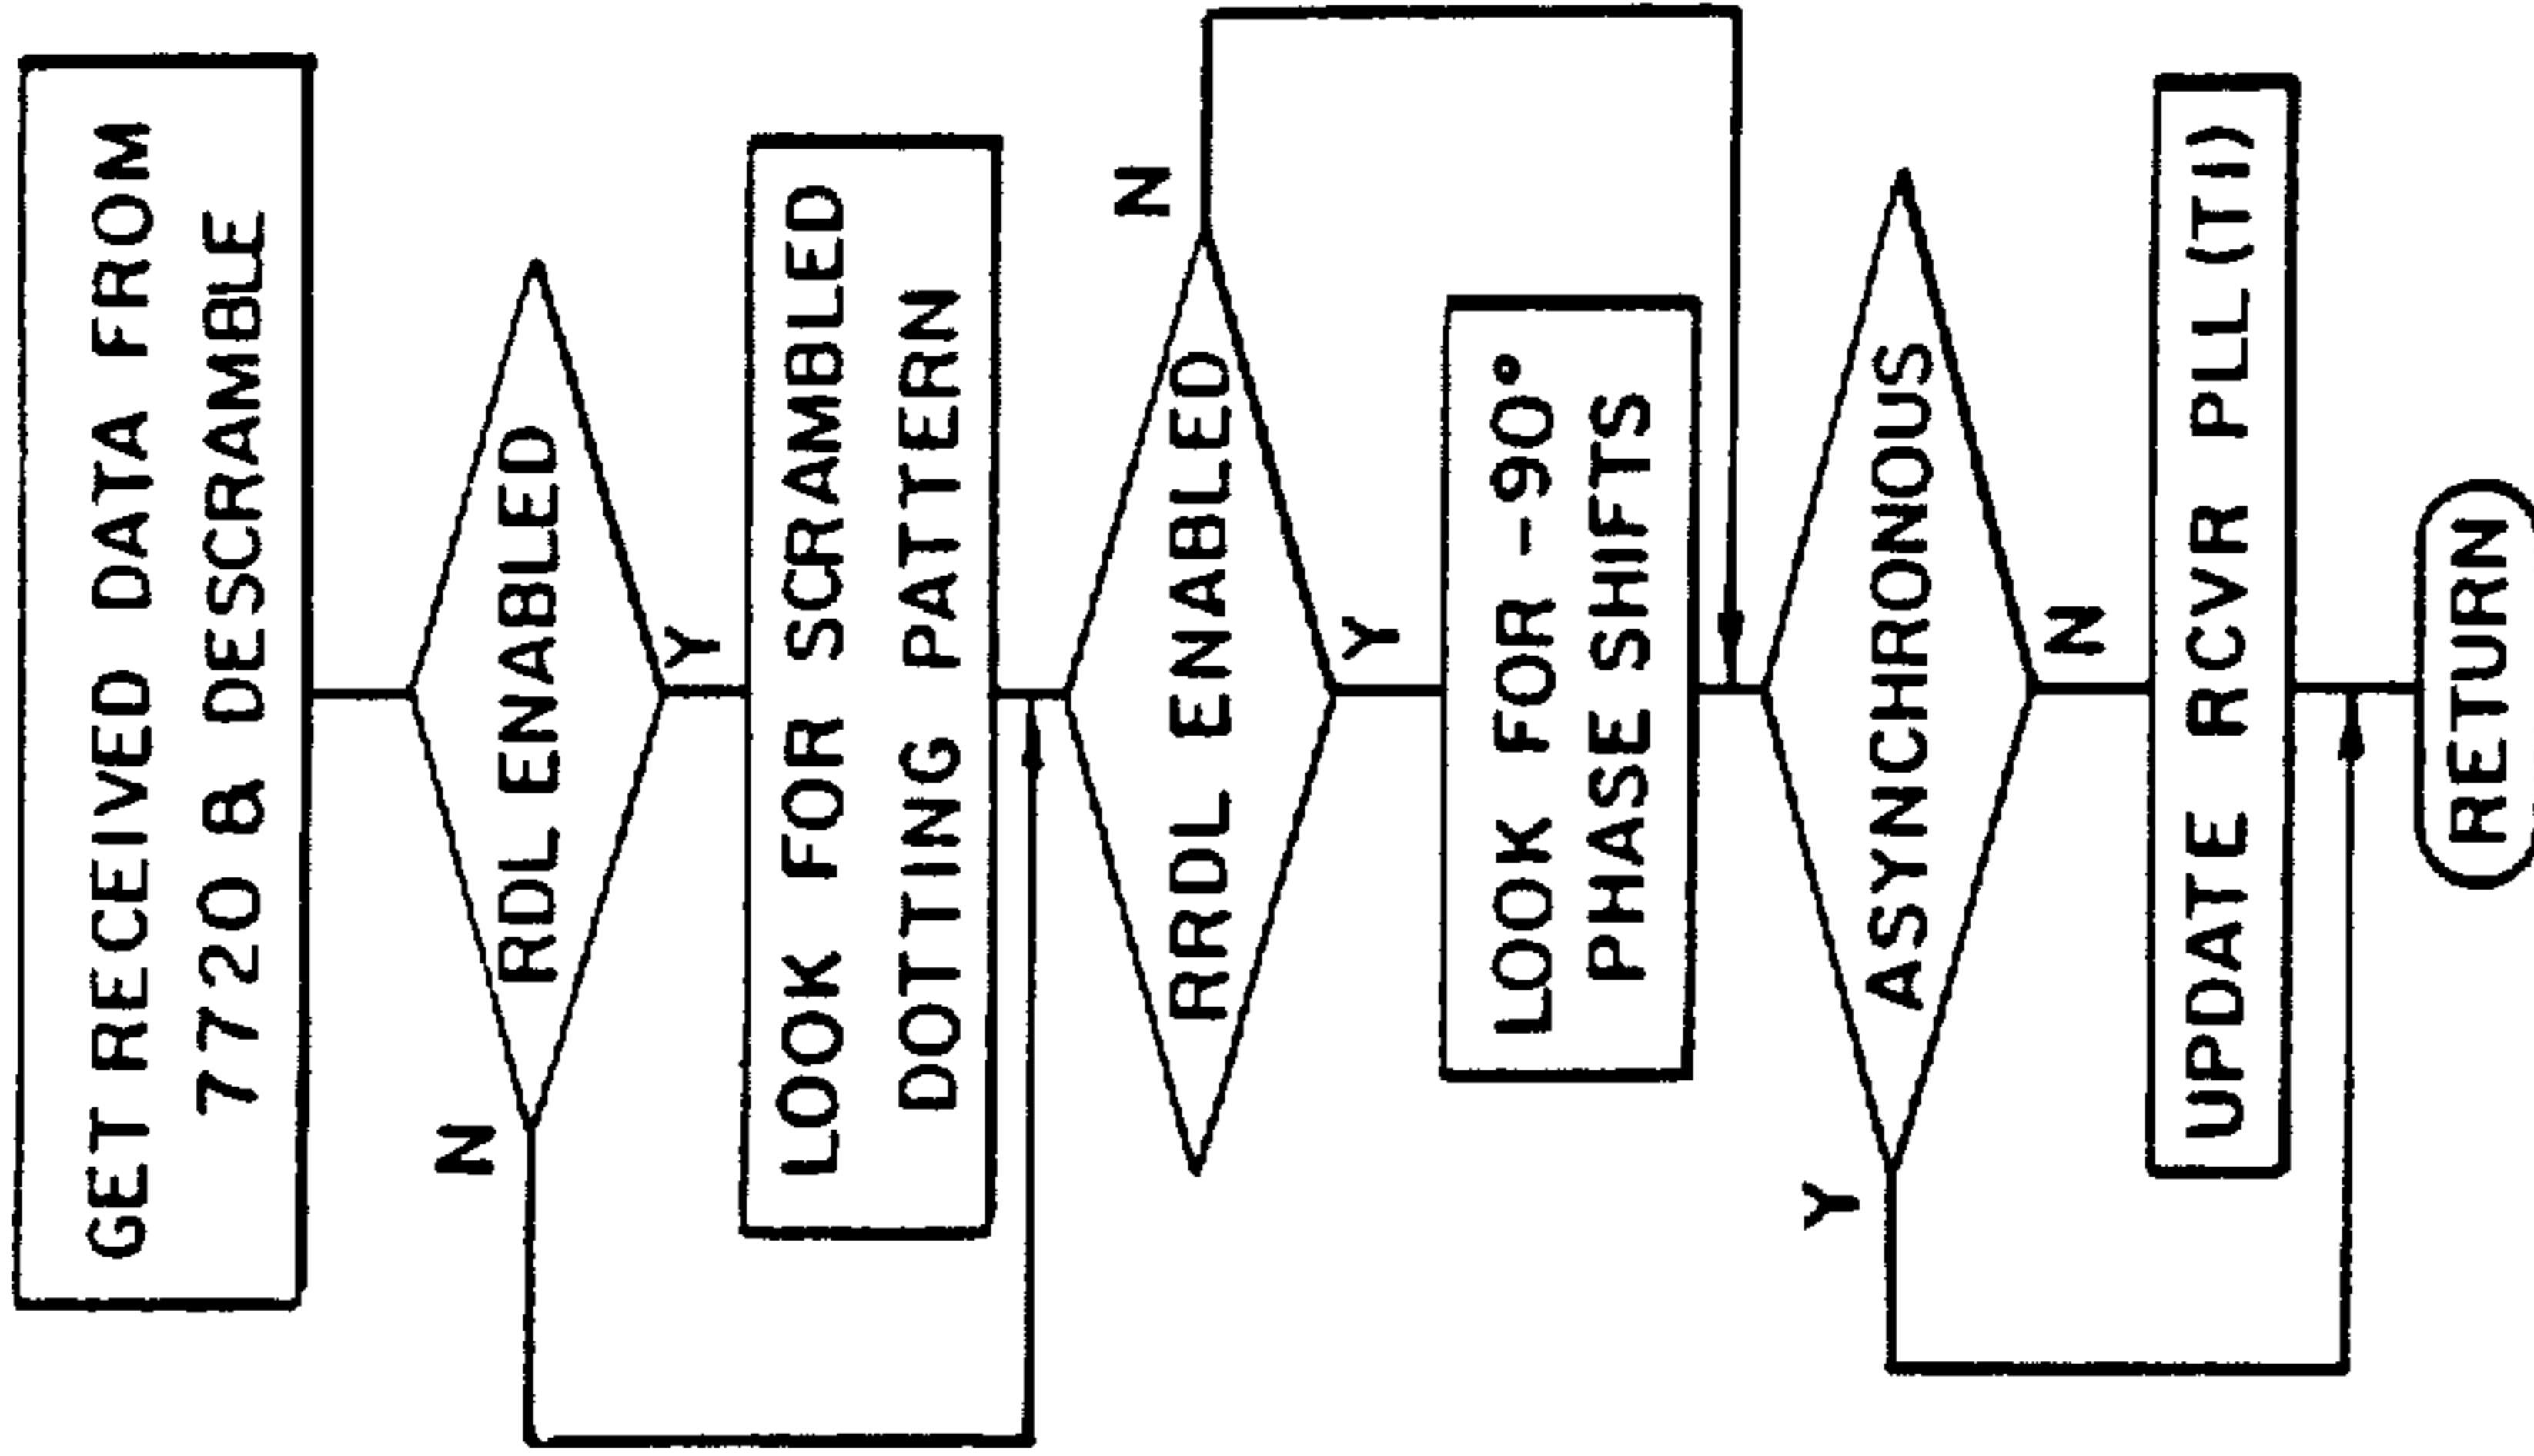 GET RECEIVED DATA FROM
7720 & DESCRAMBLE
RDL ENABLED
N
Y
LOOK FOR SCRAMBLED
DOTTING PATTERN
RRDL ENABLED
N
Y
LOOK FOR -90°
PHASE SHIFTS
ASYNCHRONOUS
Y
N
UPDATE RCVR PLL (T1)
RETURN